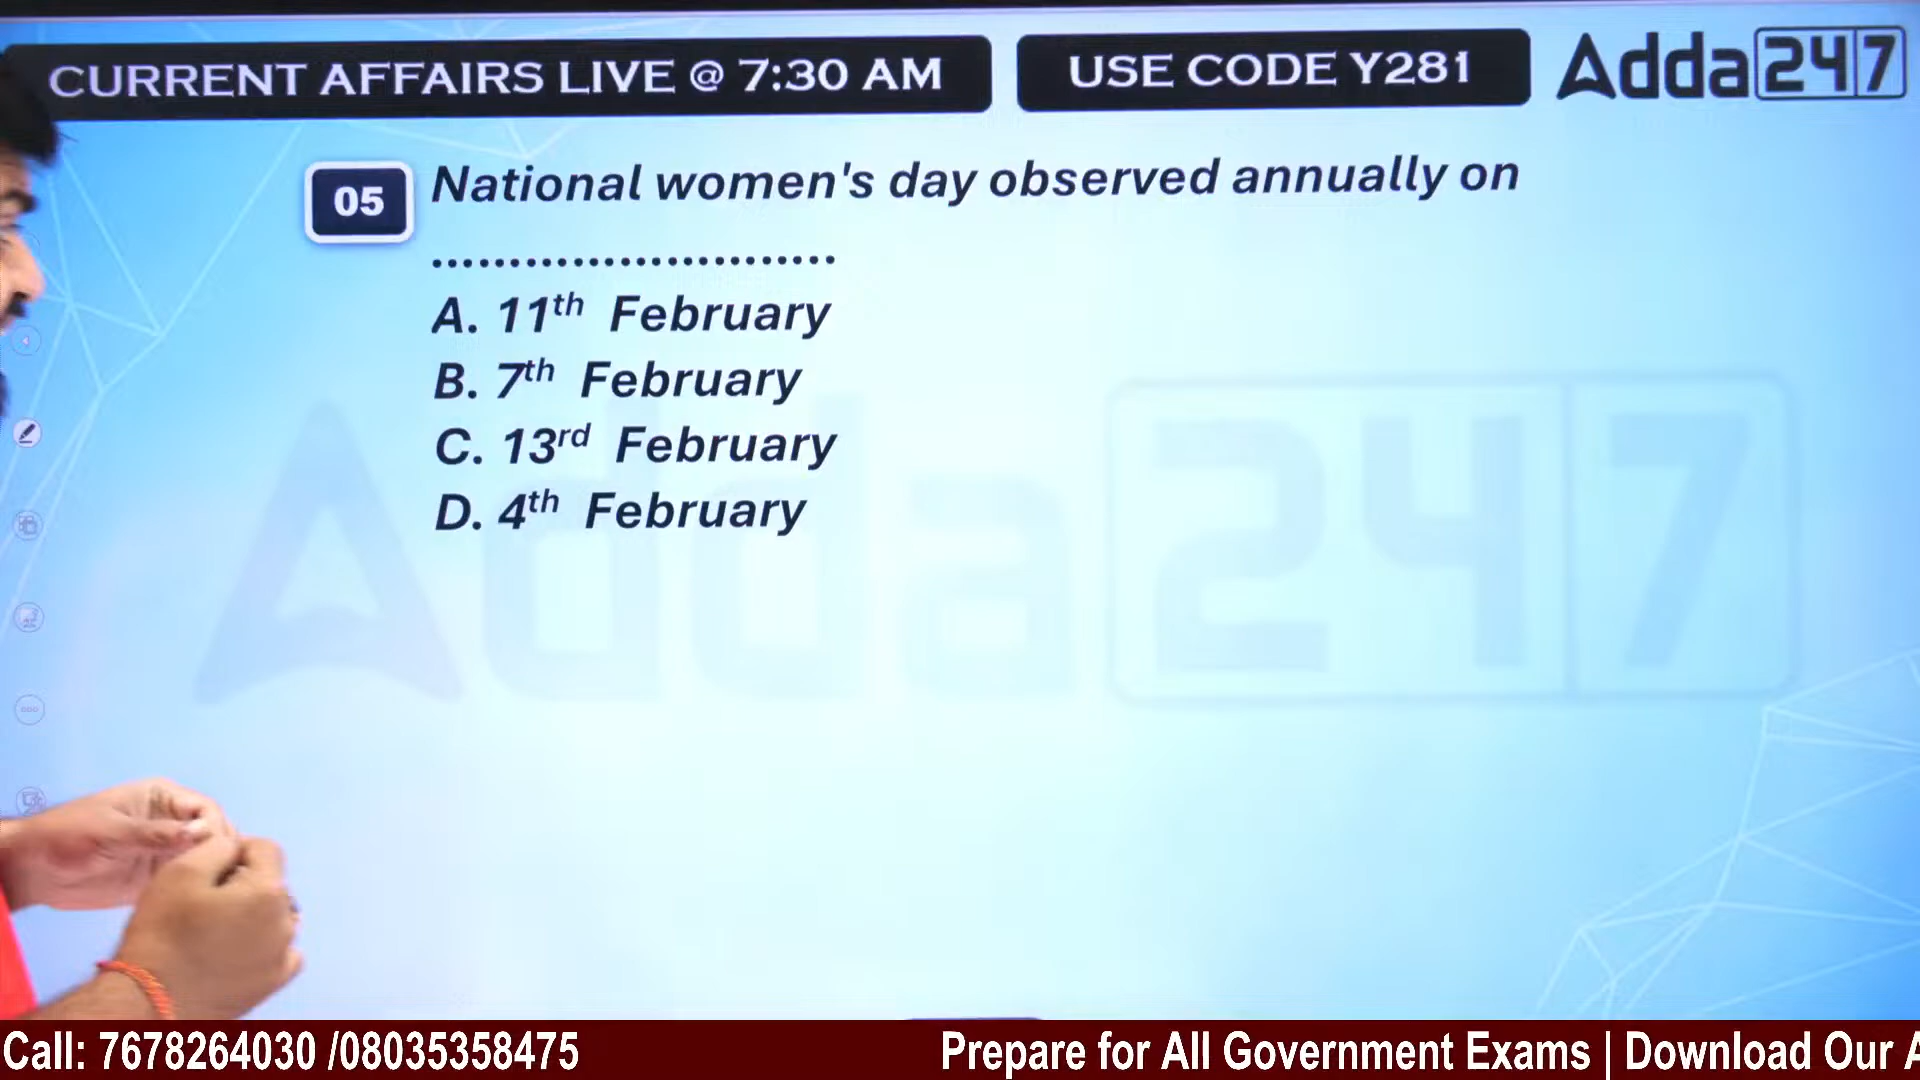 CURRENT AFFAIRS LIVE @ 7:30 AM
USE CODE Y281
Adda247
05
National women's day observed annually on
..........................
A. 11th February
B. 7th February
C. 13rd February
D. 4th February
Adda247
Call: 7678264030 /08035358475
Prepare for All Government Exams | Download Our A